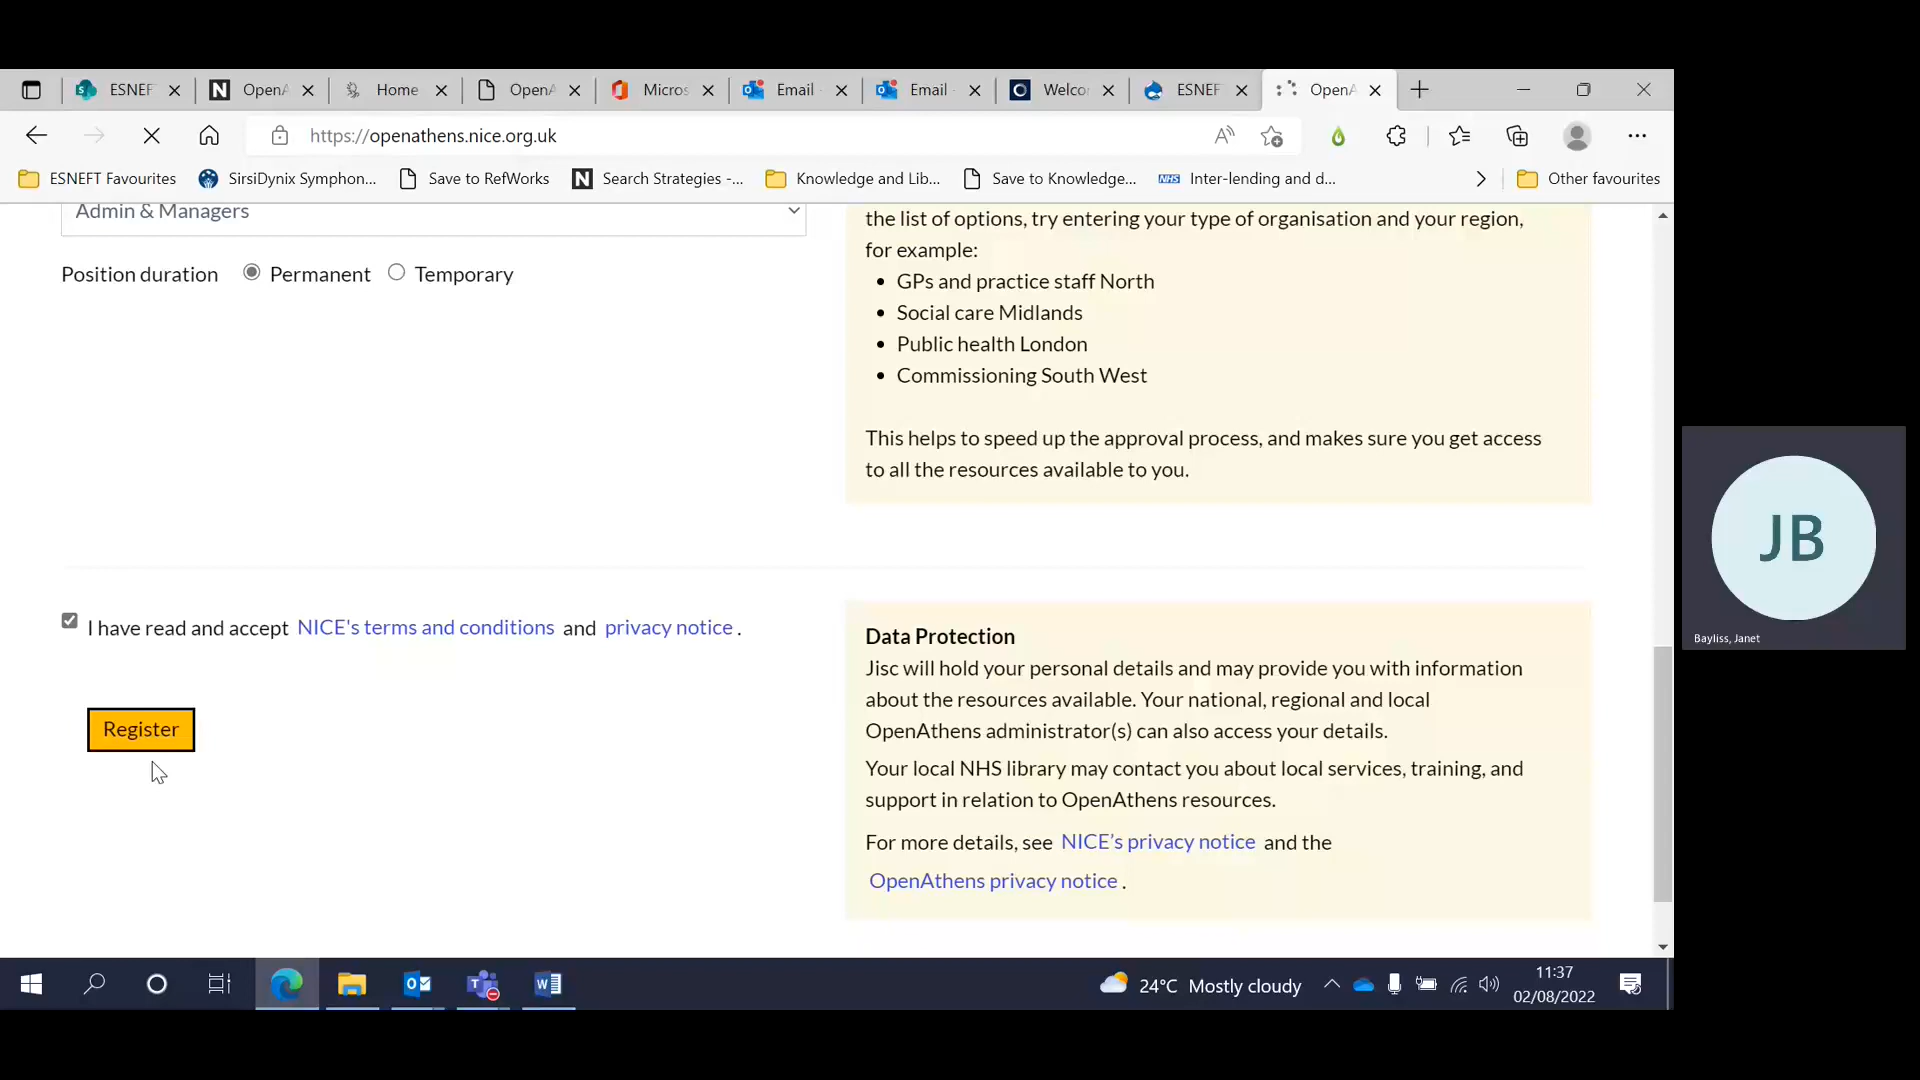 ESNEF
OpenA
Home
OpenA
Micros
Email
Email
Welco
ESNEF
OpenA
https://openathens.nice.org.uk
ESNEFT Favourites
SirsiDynix Symphon...
Save to RefWorks
Search Strategies -...
Knowledge and Lib...
Save to Knowledge...
NHS
Inter-lending and d...
Other favourites
Admin & Managers
Position duration Permanent Temporary
the list of options, try entering your type of organisation and your region,
for example:
• GPs and practice staff North
• Social care Midlands
• Public health London
• Commissioning South West
This helps to speed up the approval process, and makes sure you get access
to all the resources available to you.
I have read and accept NICE's terms and conditions and privacy notice .
Register
Data Protection
Jisc will hold your personal details and may provide you with information
about the resources available. Your national, regional and local
OpenAthens administrator(s) can also access your details.
Your local NHS library may contact you about local services, training, and
support in relation to OpenAthens resources.
For more details, see NICE’s privacy notice and the
OpenAthens privacy notice .
JB
Bayliss, Janet
24°C Mostly cloudy
11:37
02/08/2022